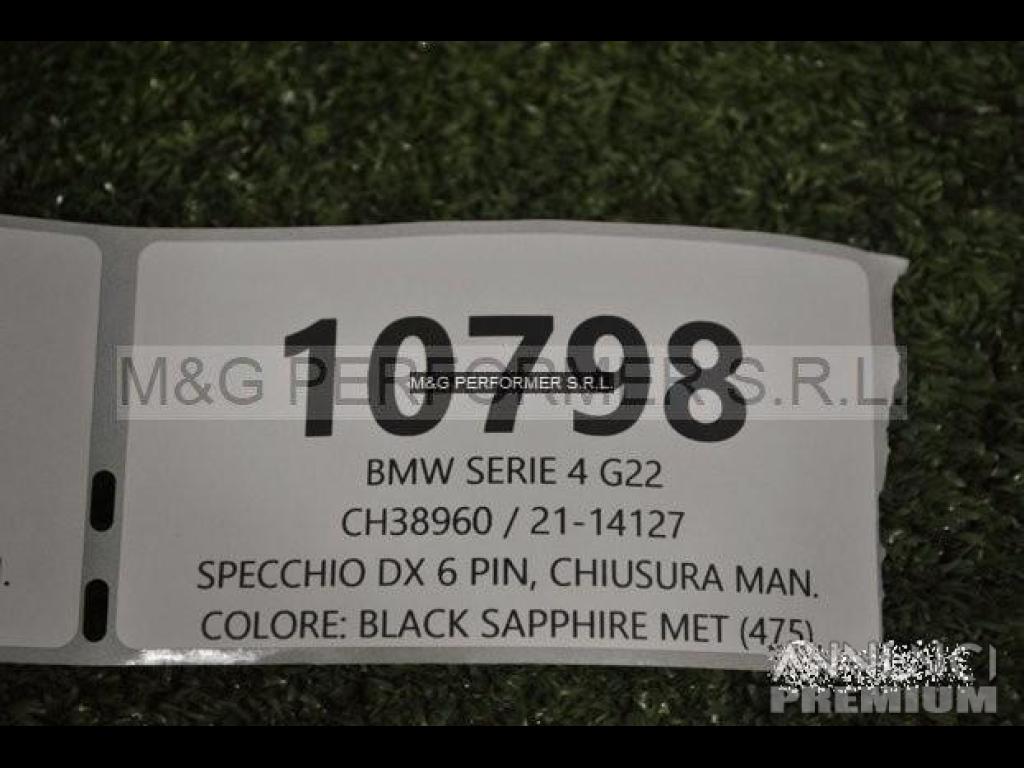 10798
M&G PERFORMER S.R.L.
M&G PERFORMER S.R.L.
BMW SERIE 4 G22
CH38960 / 21-14127
SPECCHIO DX 6 PIN, CHIUSURA MAN.
COLORE: BLACK SAPPHIRE MET (475)
PREMIUM